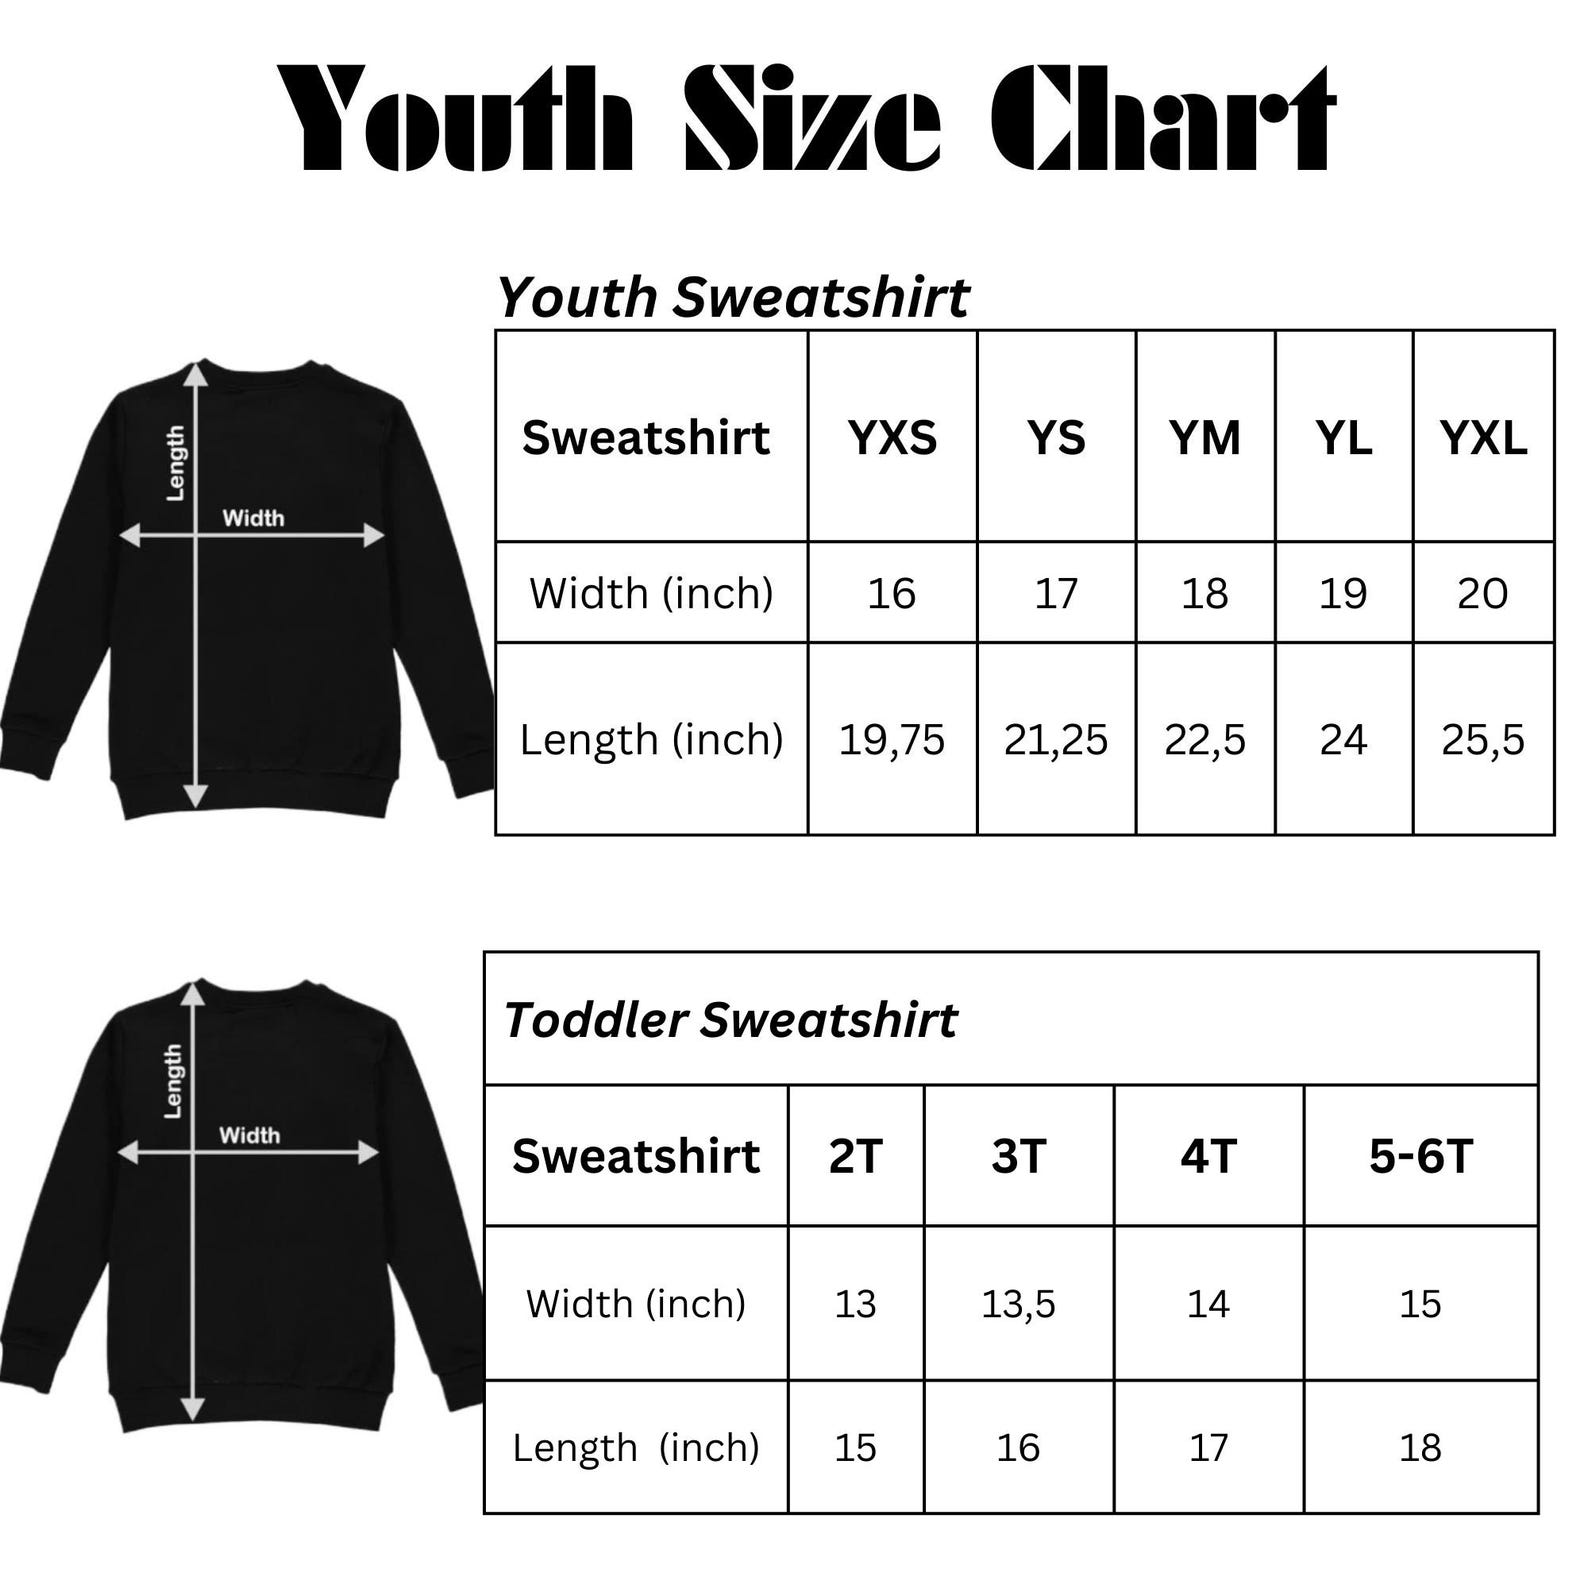 Youth Size Chart
Youth Sweatshirt
Sweatshirt YXS YS YM YL YXL
Width (inch) 16 17 18 19 20
Length (inch) 19,75 21,25 22,5 24 25,5
Length
Width
Toddler Sweatshirt
Sweatshirt 2T 3T 4T 5-6T
Width (inch) 13 13,5 14 15
Length (inch) 15 16 17 18
Length
Width